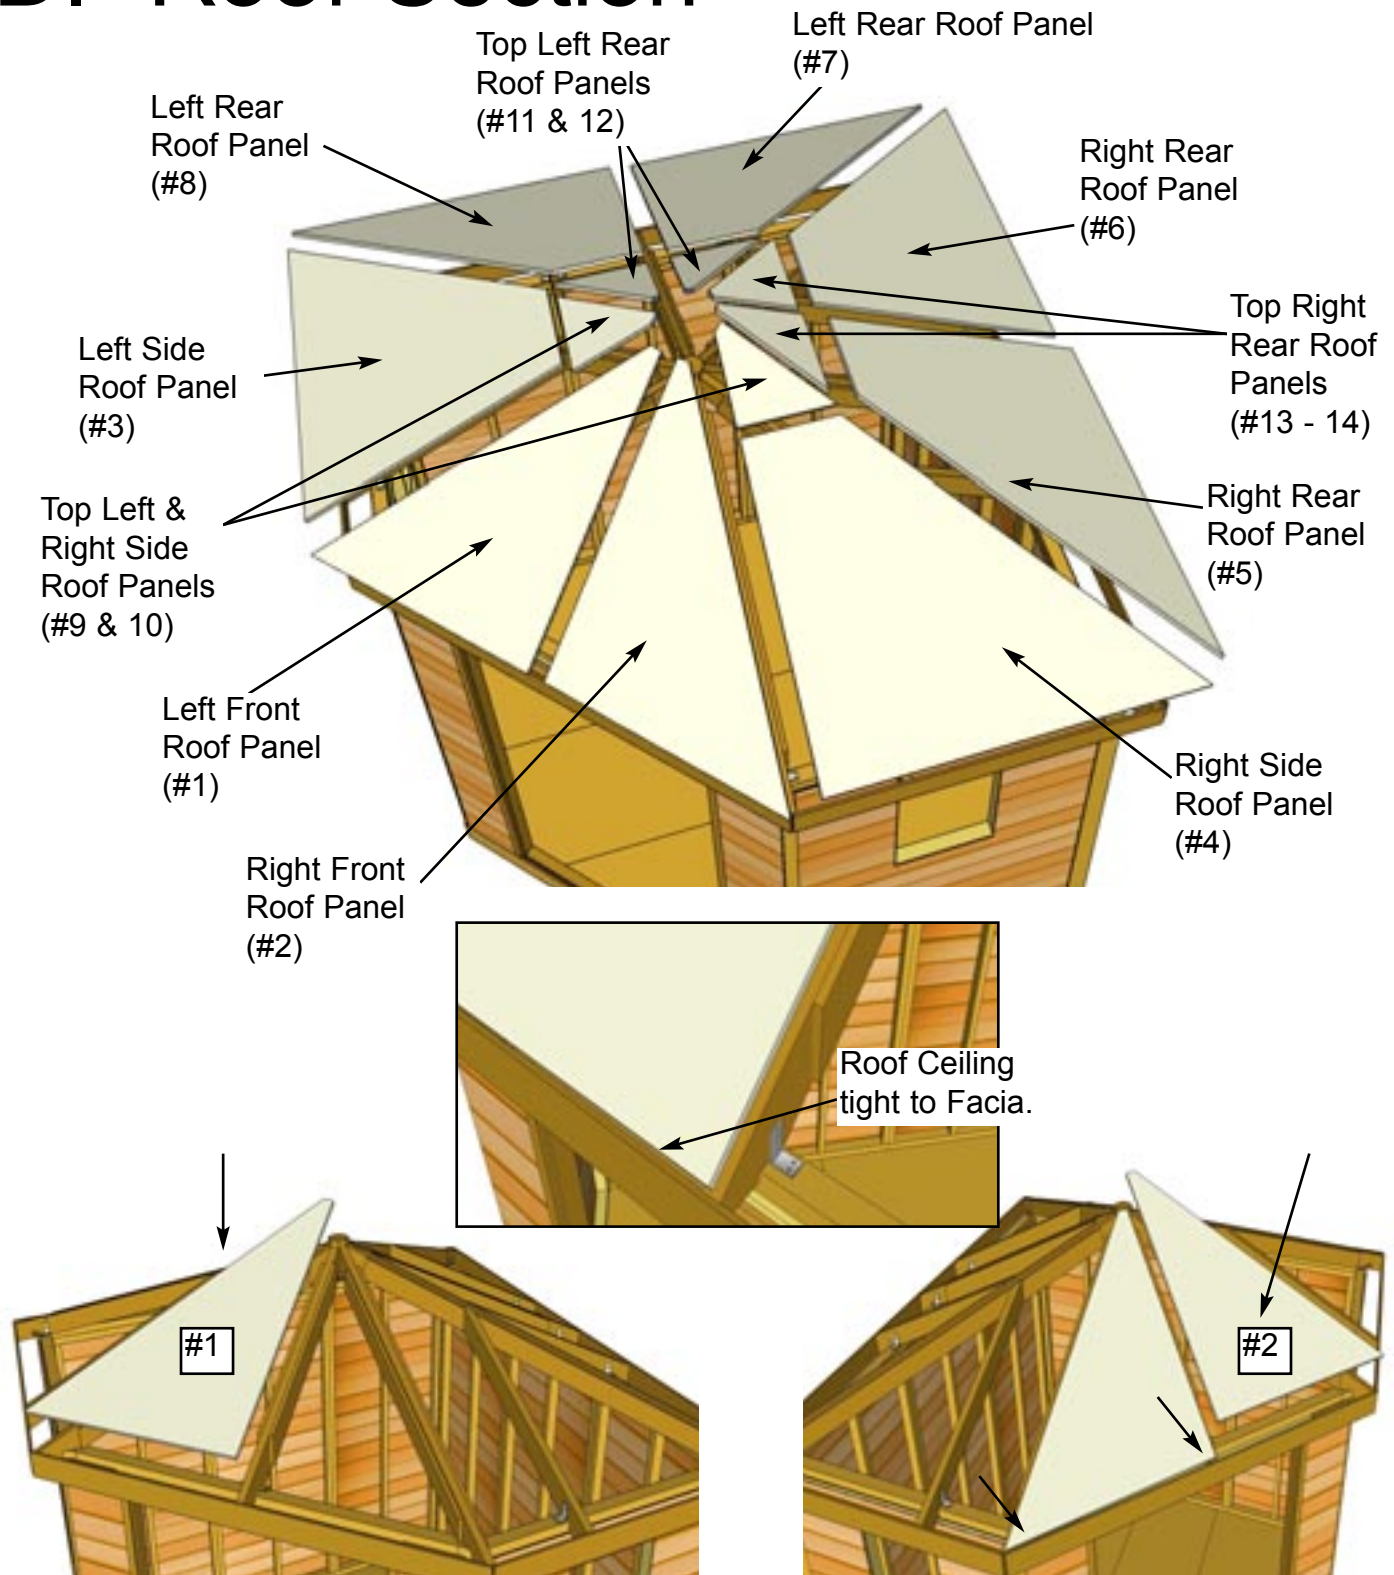 Roof Section
Left Rear Roof Panel
(#7)
Top Left Rear
Roof Panels
(#11 & 12)
Left Rear
Roof Panel
(#8)
Right Rear
Roof Panel
(#6)
Top Right
Rear Roof
Panels
(#13 - 14)
Left Side
Roof Panel
(#3)
Right Rear
Roof Panel
(#5)
Top Left &
Right Side
Roof Panels
(#9 & 10)
Left Front
Roof Panel
(#1)
Right Side
Roof Panel
(#4)
Right Front
Roof Panel
(#2)
Roof Ceiling
tight to Facia.
#1
#2